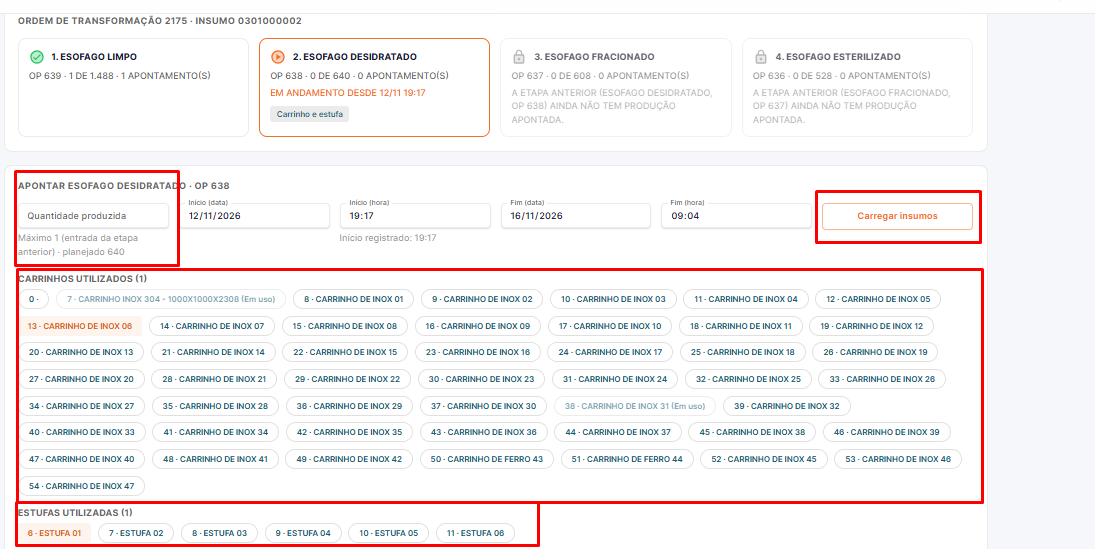 ORDEM DE TRANSFORMAÇÃO 2175 · INSUMO 0301000002
1. ESOFAGO LIMPO
OP 639 · 1 DE 1.488 · 1 APONTAMENTO(S)
2. ESOFAGO DESIDRATADO
OP 638 · 0 DE 640 · 0 APONTAMENTO(S)
EM ANDAMENTO DESDE 12/11 19:17
Carrinho e estufa
3. ESOFAGO FRACIONADO
OP 637 · 0 DE 608 · 0 APONTAMENTO(S)
A ETAPA ANTERIOR (ESOFAGO DESIDRATADO,
OP 638) AINDA NÃO TEM PRODUÇÃO
APONTADA.
4. ESOFAGO ESTERILIZADO
OP 636 · 0 DE 528 · 0 APONTAMENTO(S)
A ETAPA ANTERIOR (ESOFAGO FRACIONADO,
OP 637) AINDA NÃO TEM PRODUÇÃO
APONTADA.
APONTAR ESOFAGO DESIDRATADO · OP 638
Quantidade produzida
Máximo 1 (entrada da etapa
anterior) · planejado 640
Início (data)
12/11/2026
Início (hora)
19:17
Início registrado: 19:17
Fim (data)
16/11/2026
Fim (hora)
09:04
Carregar insumos
CARRINHOS UTILIZADOS (1)
0 · 7 · CARRINHO INOX 304 - 1000X1000X2308 (Em uso) 8 · CARRINHO DE INOX 01 9 · CARRINHO DE INOX 02 10 · CARRINHO DE INOX 03 11 · CARRINHO DE INOX 04 12 · CARRINHO DE INOX 05
13 · CARRINHO DE INOX 06 14 · CARRINHO DE INOX 07 15 · CARRINHO DE INOX 08 16 · CARRINHO DE INOX 09 17 · CARRINHO DE INOX 10 18 · CARRINHO DE INOX 11 19 · CARRINHO DE INOX 12
20 · CARRINHO DE INOX 13 21 · CARRINHO DE INOX 14 22 · CARRINHO DE INOX 15 23 · CARRINHO DE INOX 16 24 · CARRINHO DE INOX 17 25 · CARRINHO DE INOX 18 26 · CARRINHO DE INOX 19
27 · CARRINHO DE INOX 20 28 · CARRINHO DE INOX 21 29 · CARRINHO DE INOX 22 30 · CARRINHO DE INOX 23 31 · CARRINHO DE INOX 24 32 · CARRINHO DE INOX 25 33 · CARRINHO DE INOX 26
34 · CARRINHO DE INOX 27 35 · CARRINHO DE INOX 28 36 · CARRINHO DE INOX 29 37 · CARRINHO DE INOX 30 38 · CARRINHO DE INOX 31 (Em uso) 39 · CARRINHO DE INOX 32
40 · CARRINHO DE INOX 33 41 · CARRINHO DE INOX 34 42 · CARRINHO DE INOX 35 43 · CARRINHO DE INOX 36 44 · CARRINHO DE INOX 37 45 · CARRINHO DE INOX 38 46 · CARRINHO DE INOX 39
47 · CARRINHO DE INOX 40 48 · CARRINHO DE INOX 41 49 · CARRINHO DE INOX 42 50 · CARRINHO DE FERRO 43 51 · CARRINHO DE FERRO 44 52 · CARRINHO DE INOX 45 53 · CARRINHO DE INOX 46
54 · CARRINHO DE INOX 47
ESTUFAS UTILIZADAS (1)
6 · ESTUFA 01 7 · ESTUFA 02 8 · ESTUFA 03 9 · ESTUFA 04 10 · ESTUFA 05 11 · ESTUFA 06